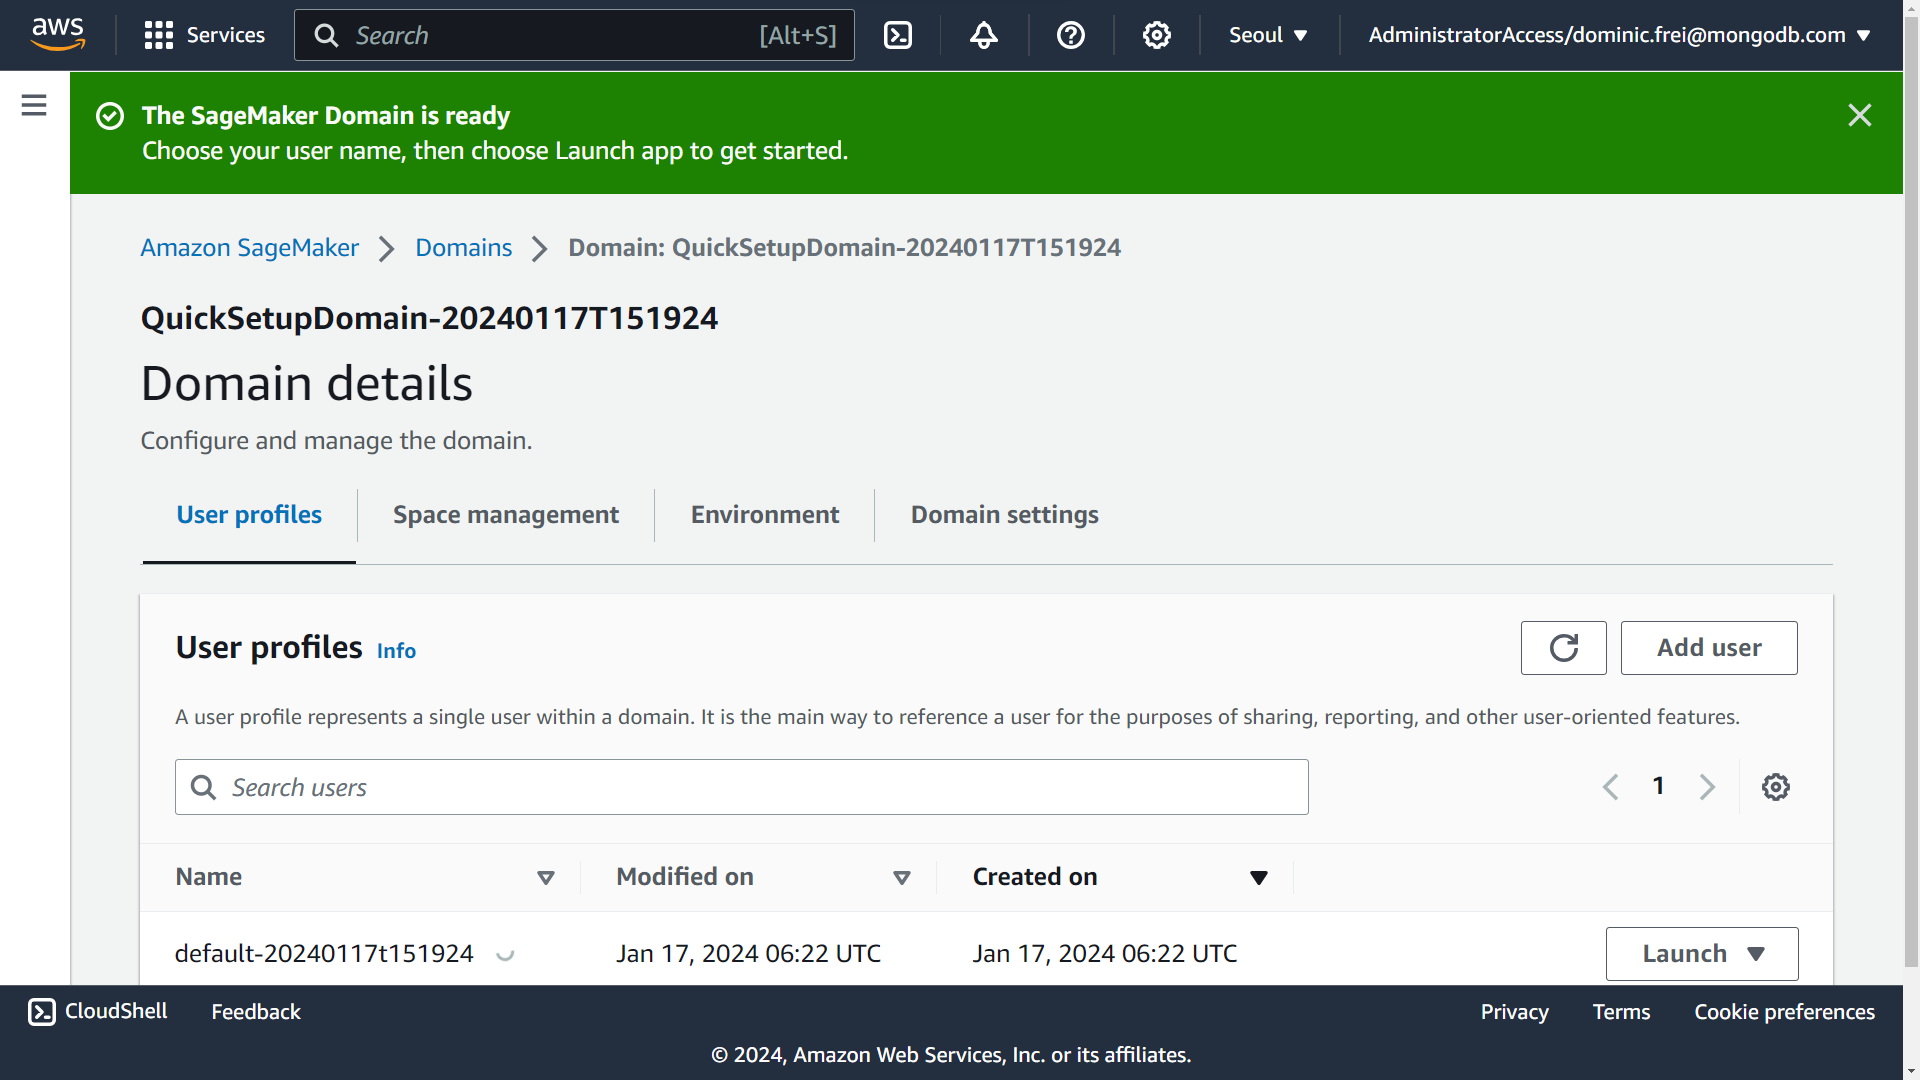 aws
Services
Search [Alt+S]
Seoul
AdministratorAccess/dominic.frei@mongodb.com
The SageMaker Domain is ready
Choose your user name, then choose Launch app to get started.
Amazon SageMaker
Domains
Domain: QuickSetupDomain-20240117T151924
QuickSetupDomain-20240117T151924
Domain details
Configure and manage the domain.
User profiles
Space management
Environment
Domain settings
User profiles Info
Add user
A user profile represents a single user within a domain. It is the main way to reference a user for the purposes of sharing, reporting, and other user-oriented features.
Search users
1
Name
Modified on
Created on
default-20240117t151924
Jan 17, 2024 06:22 UTC
Jan 17, 2024 06:22 UTC
Launch
CloudShell
Feedback
Privacy
Terms
Cookie preferences
© 2024, Amazon Web Services, Inc. or its affiliates.